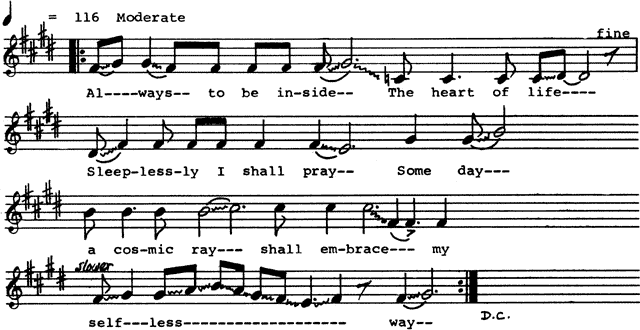 = 116 Moderate
fine
Al----ways-- to be in-side-- The heart of life----
Sleep-less-ly I shall pray-- Some day---
a cos-mic ray--- shall em-brace--- my
slower
self---less-------------------- way--
D.C.